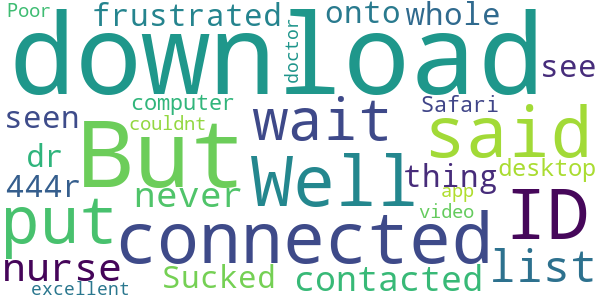 Poor frustrated doctor onto whole
download see
seen computer couldnt wait Safari said
But dr 444r never Well thing app desktop
put connected video ID
nurse Sucked contacted list
excellent